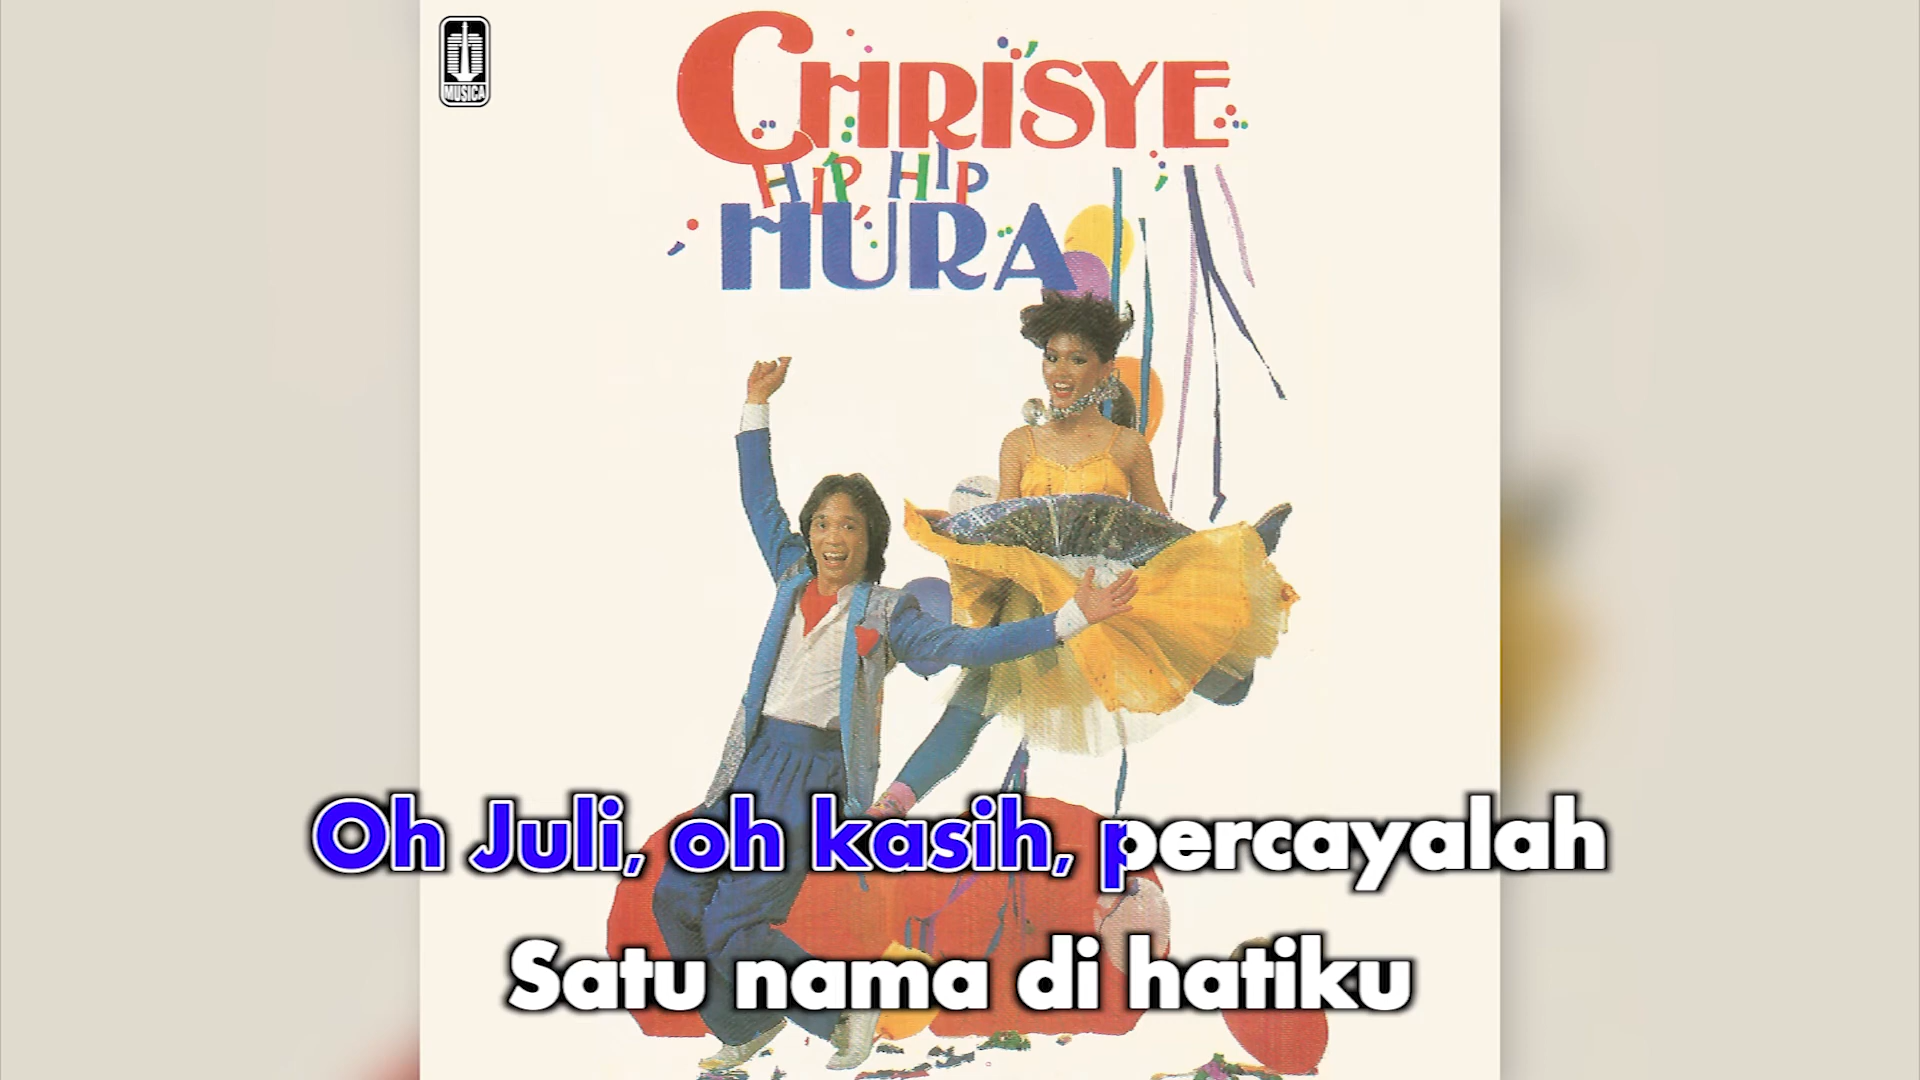 MUSICA
CHRISYE
HIP, HIP
HURA
Oh Juli, oh kasih, percayalah
Satu nama di hatiku